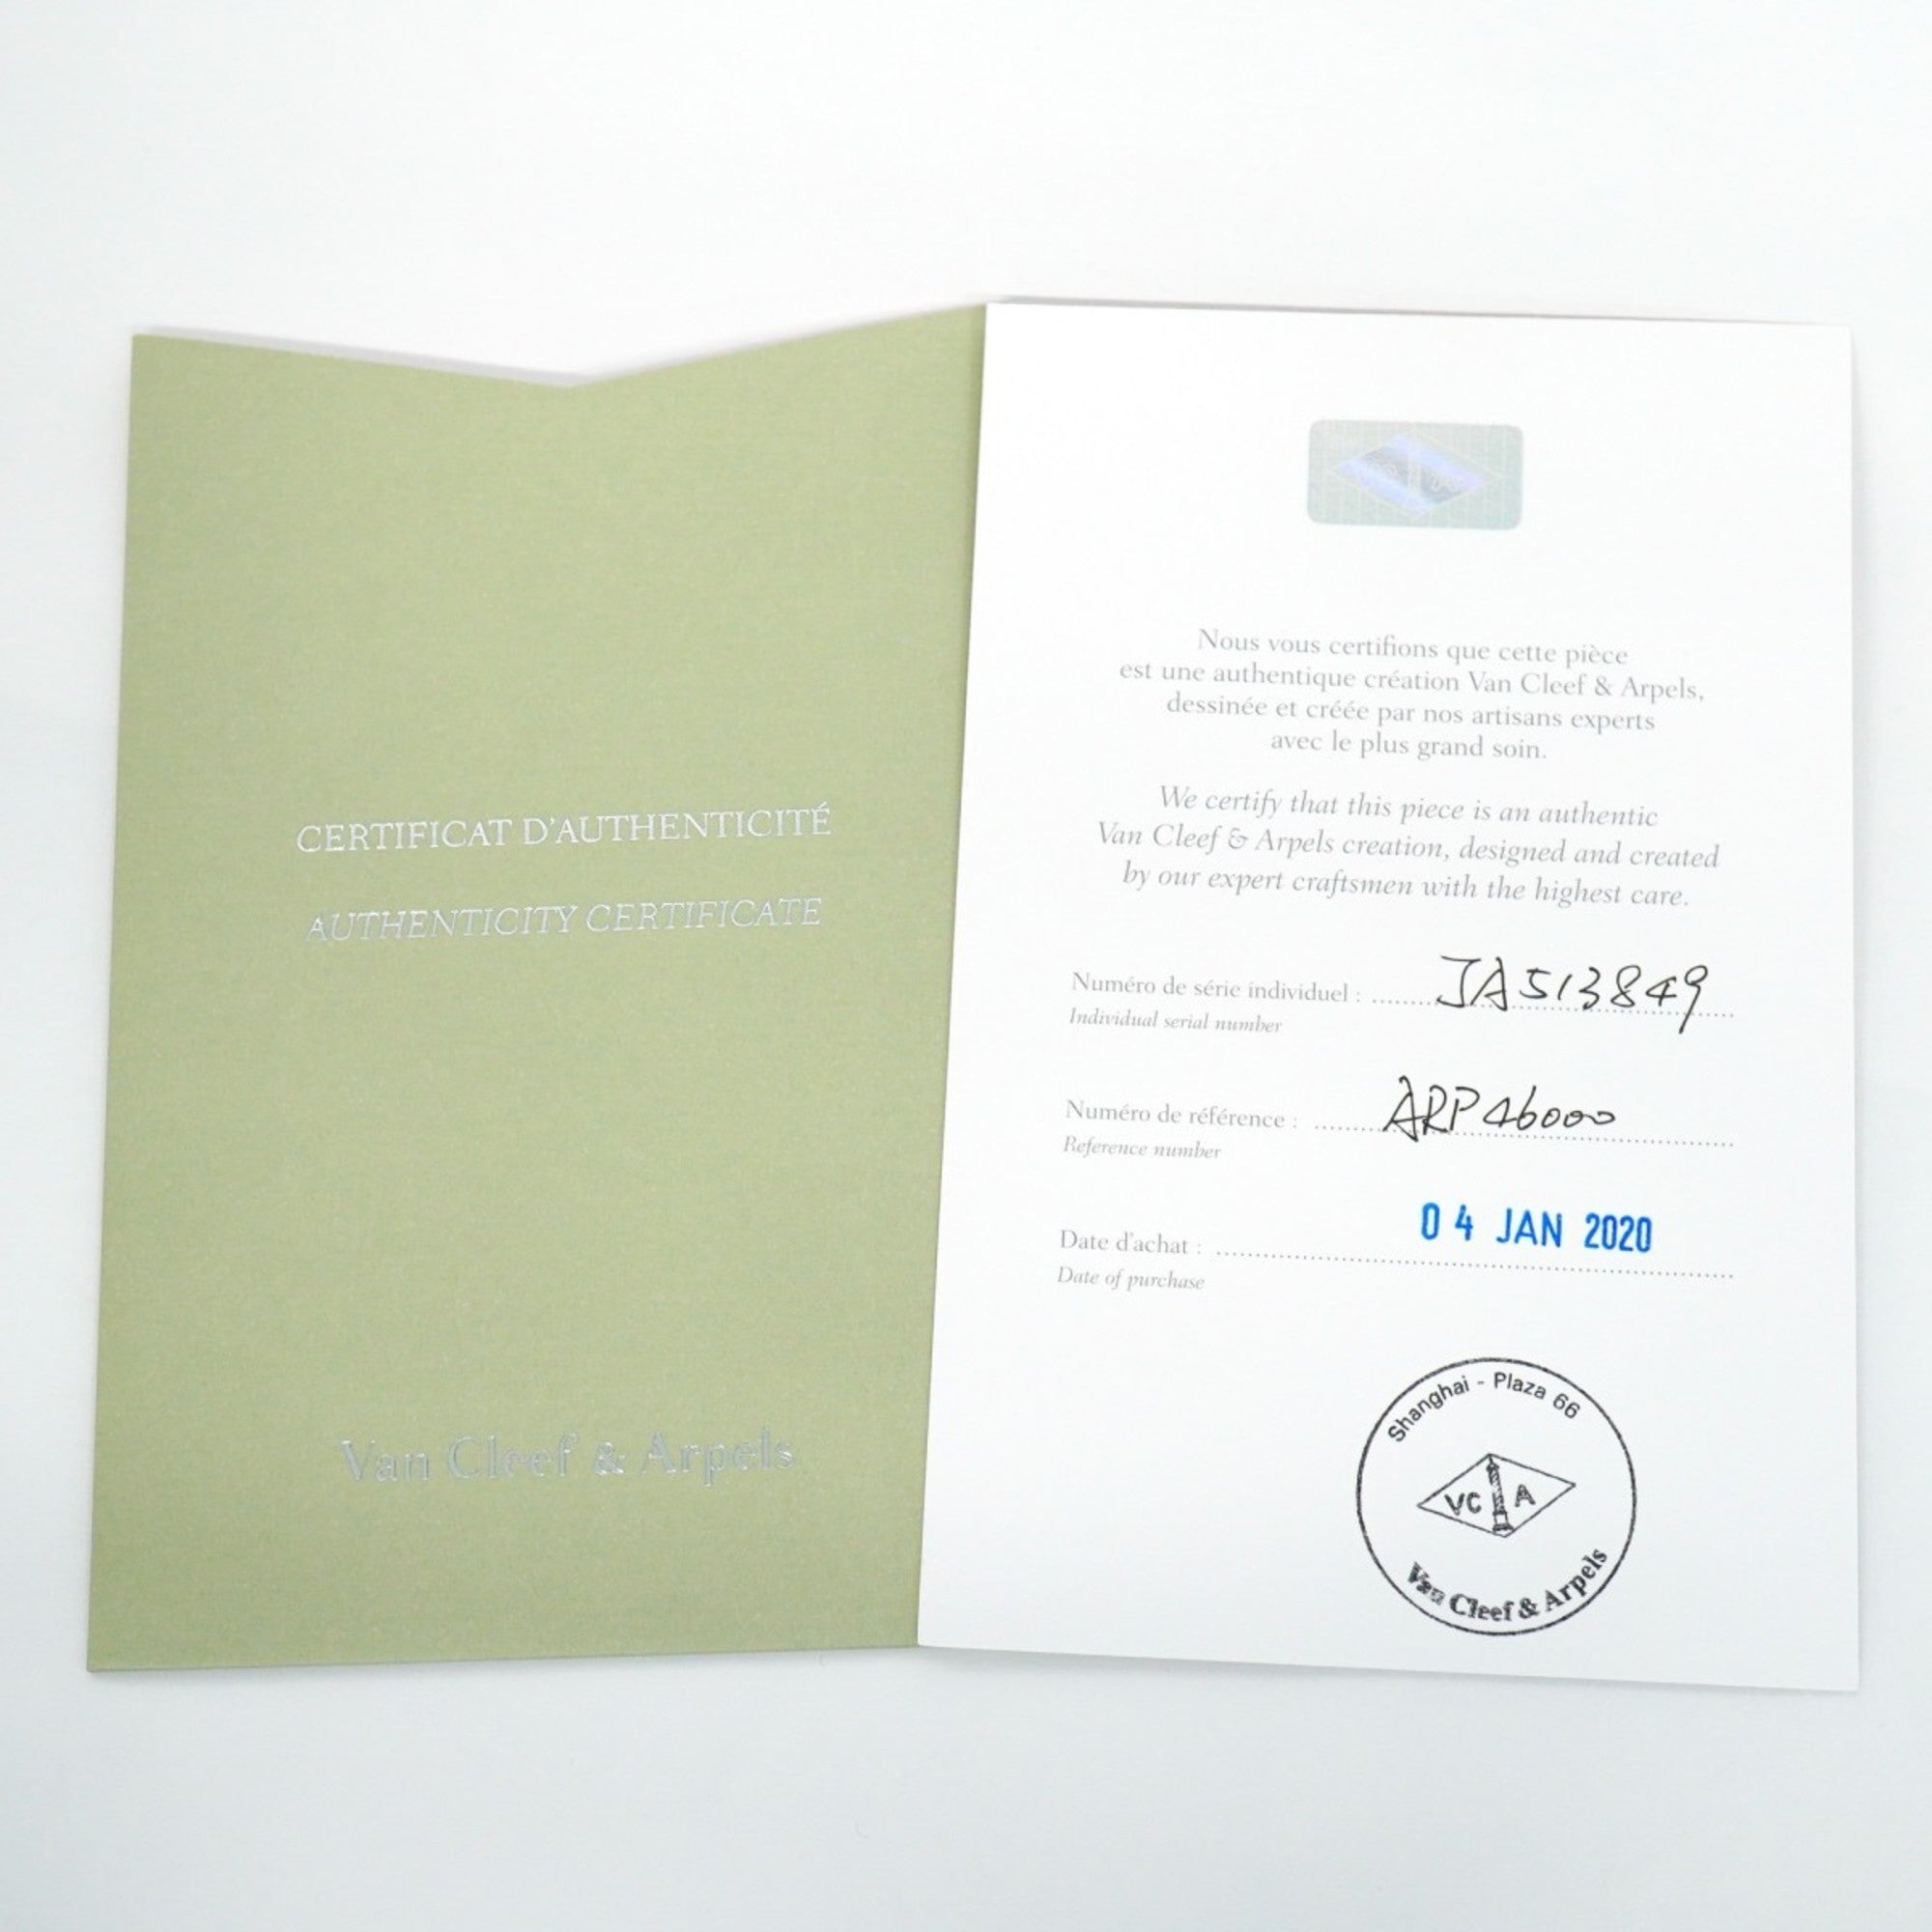 CERTIFICAT D'AUTHENTICITÉ
AUTHENTICITY CERTIFICATE
Van Cleef & Arpels
Nous vous certifions que cette pièce
est une authentique création Van Cleef & Arpels,
dessinée et créée par nos artisans experts
avec le plus grand soin.
We certify that this piece is an authentic
Van Cleef & Arpels creation, designed and created
by our expert craftsmen with the highest care.
Numéro de série individuel : JA513849
Individual serial number
Numéro de référence : ARP46000
Reference number
Date d'achat : 04 JAN 2020
Date of purchase
Shanghai - Plaza 66
VC A
Van Cleef & Arpels